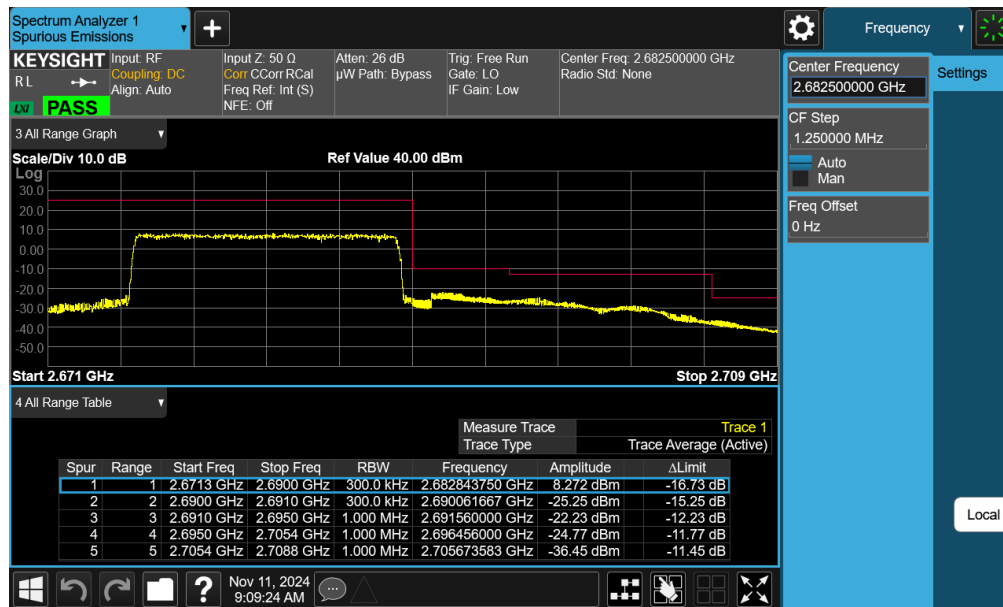 Spectrum Analyzer 1
Spurious Emissions
+
Frequency
KEYSIGHT
RL
LXI PASS
Input: RF
Coupling: DC
Align: Auto
Input Z: 50 Ω
Corr CCorr RCal
Freq Ref: Int (S)
NFE: Off
Atten: 26 dB
µW Path: Bypass
Trig: Free Run
Gate: LO
IF Gain: Low
Center Freq: 2.682500000 GHz
Radio Std: None
Center Frequency
2.682500000 GHz
Settings
CF Step
1.250000 MHz
Auto
Man
Freq Offset
0 Hz
3 All Range Graph
Scale/Div 10.0 dB Ref Value 40.00 dBm
Log
30.0
20.0
10.0
0.00
-10.0
-20.0
-30.0
-40.0
-50.0
Start 2.671 GHz Stop 2.709 GHz
4 All Range Table
Measure Trace Trace 1
Trace Type Trace Average (Active)
Spur Range Start Freq Stop Freq RBW Frequency Amplitude ΔLimit
1 1 2.6713 GHz 2.6900 GHz 300.0 kHz 2.682843750 GHz 8.272 dBm -16.73 dB
2 2 2.6900 GHz 2.6910 GHz 300.0 kHz 2.690061667 GHz -25.25 dBm -15.25 dB
3 3 2.6910 GHz 2.6950 GHz 1.000 MHz 2.691560000 GHz -22.23 dBm -12.23 dB
4 4 2.6950 GHz 2.7054 GHz 1.000 MHz 2.696456000 GHz -24.77 dBm -11.77 dB
5 5 2.7054 GHz 2.7088 GHz 1.000 MHz 2.705673583 GHz -36.45 dBm -11.45 dB
Local
?
Nov 11, 2024
9:09:24 AM